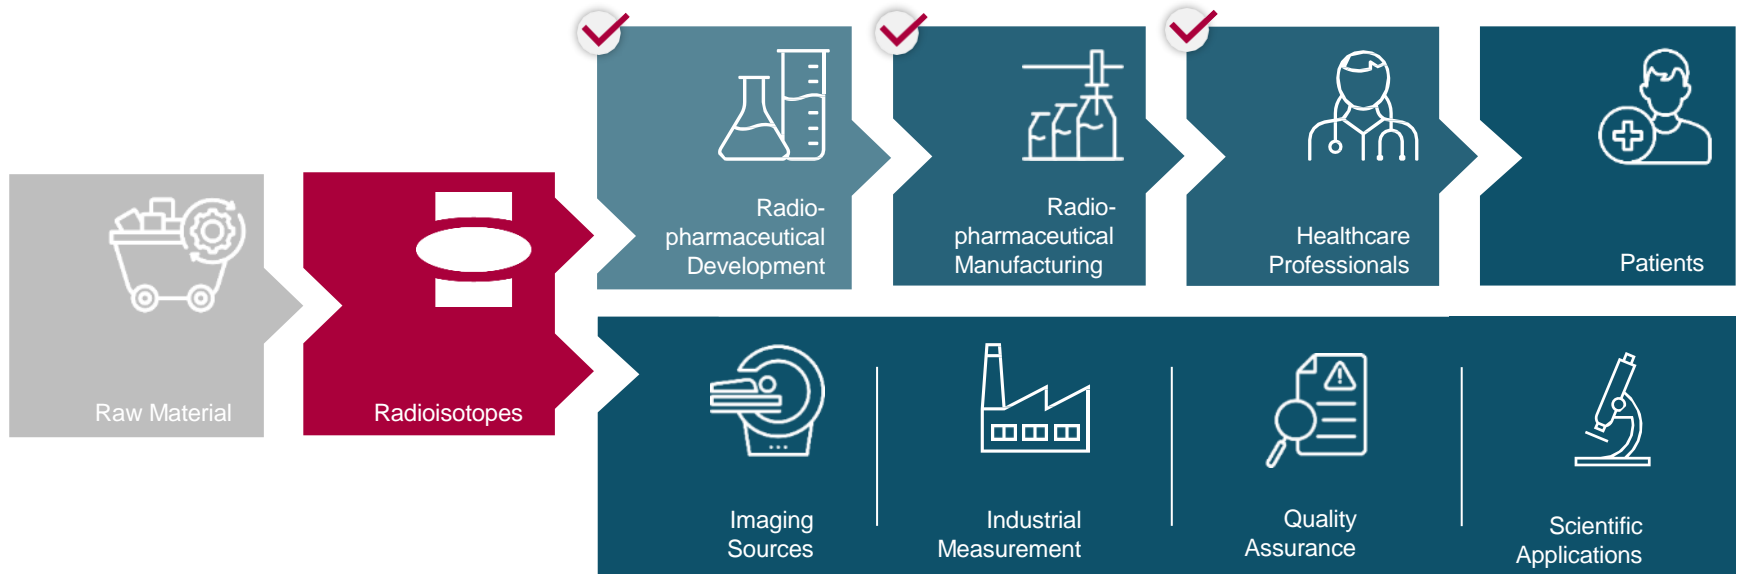 Raw Material
Radioisotopes
Radio-
pharmaceutical
Development
Radio-
pharmaceutical
Manufacturing
Healthcare
Professionals
Patients
Imaging
Sources
Industrial
Measurement
Quality
Assurance
Scientific
Applications